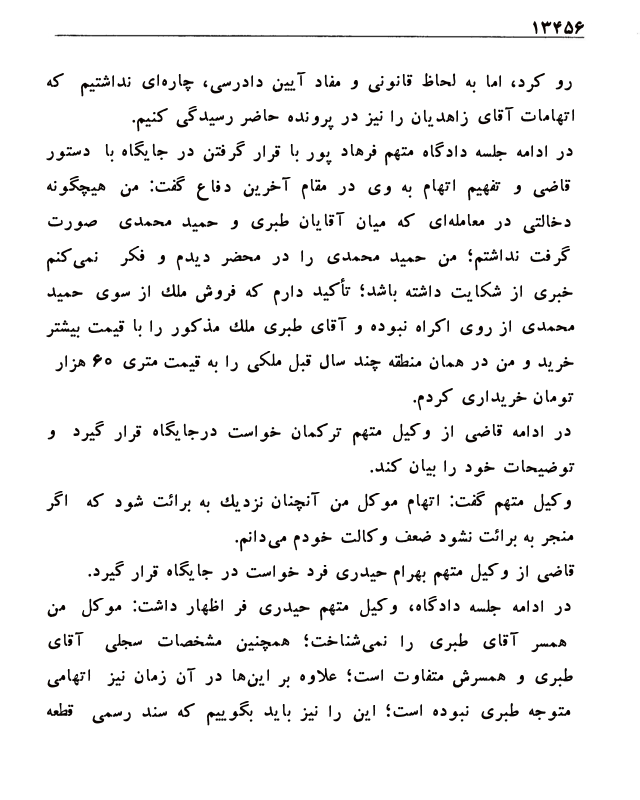 ۱۳۴۵۶
رو کرد، اما به لحاظ قانونی و مفاد آیین دادرسی، چاره‌ای نداشتیم که
اتهامات آقای زاهدیان را نیز در پرونده حاضر رسیدگی کنیم.
در ادامه جلسه دادگاه متهم فرهاد پور با قرار گرفتن در جایگاه با دستور
قاضی و تفهیم اتهام به وی در مقام آخرین دفاع گفت: من هیچگونه
دخالتی در معامله‌ای که میان آقایان طبری و حمید محمدی صورت
گرفت نداشتم؛ من حمید محمدی را در محضر دیدم و فکر نمی‌کنم
خبری از شکایت داشته باشد؛ تأکید دارم که فروش ملك از سوی حمید
محمدی از روی اکراه نبوده و آقای طبری ملك مذکور را با قیمت بیشتر
خرید و من در همان منطقه چند سال قبل ملکی را به قیمت متری ۶۰ هزار
تومان خریداری کردم.
در ادامه قاضی از وکیل متهم ترکمان خواست درجایگاه قرار گیرد و
توضیحات خود را بیان کند.
وکیل متهم گفت: اتهام موکل من آنچنان نزدیك به برائت شود که اگر
منجر به برائت نشود ضعف وکالت خودم می‌دانم.
قاضی از وکیل متهم بهرام حیدری فرد خواست در جایگاه قرار گیرد.
در ادامه جلسه دادگاه، وکیل متهم حیدری فر اظهار داشت: موکل من
همسر آقای طبری را نمی‌شناخت؛ همچنین مشخصات سجلی آقای
طبری و همسرش متفاوت است؛ علاوه بر این‌ها در آن زمان نیز اتهامی
متوجه طبری نبوده است؛ این را نیز باید بگوییم که سند رسمی قطعه